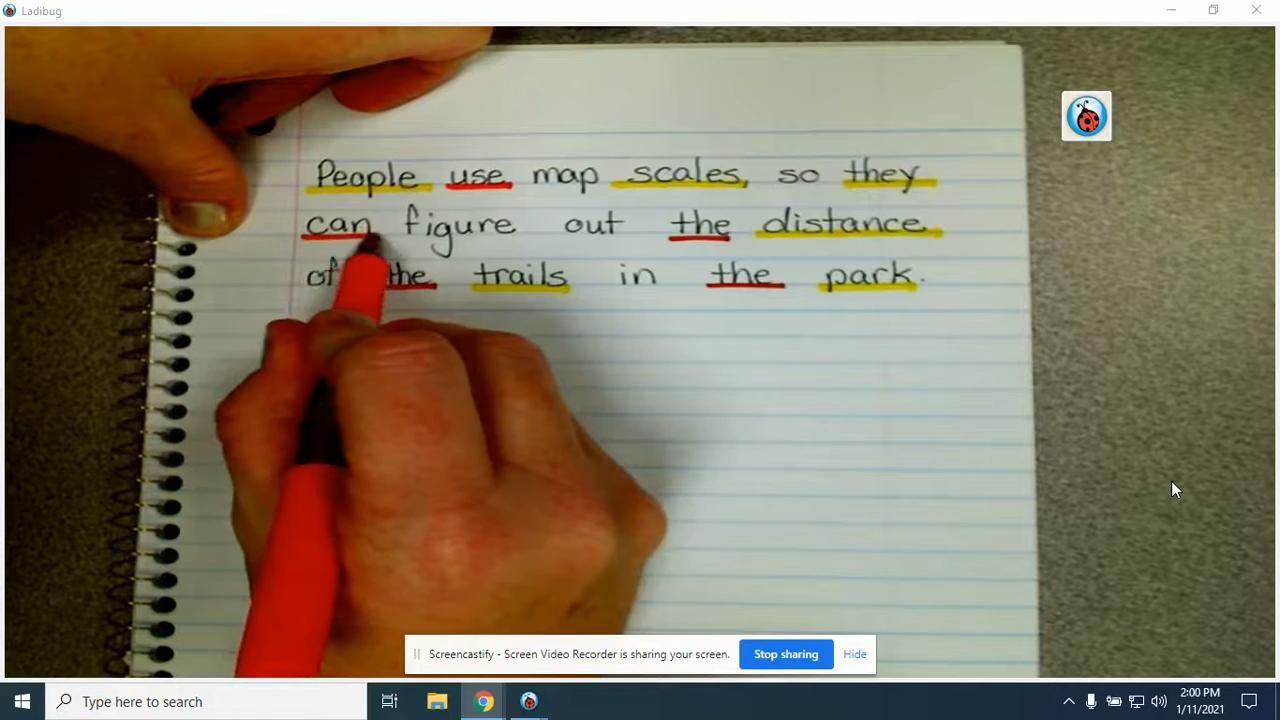 Ladibug
People use map scales, so they
can figure out the distance
of the trails in the park.
Screencastify - Screen Video Recorder is sharing your screen.
Stop sharing
Hide
Type here to search
2:00 PM
1/11/2021